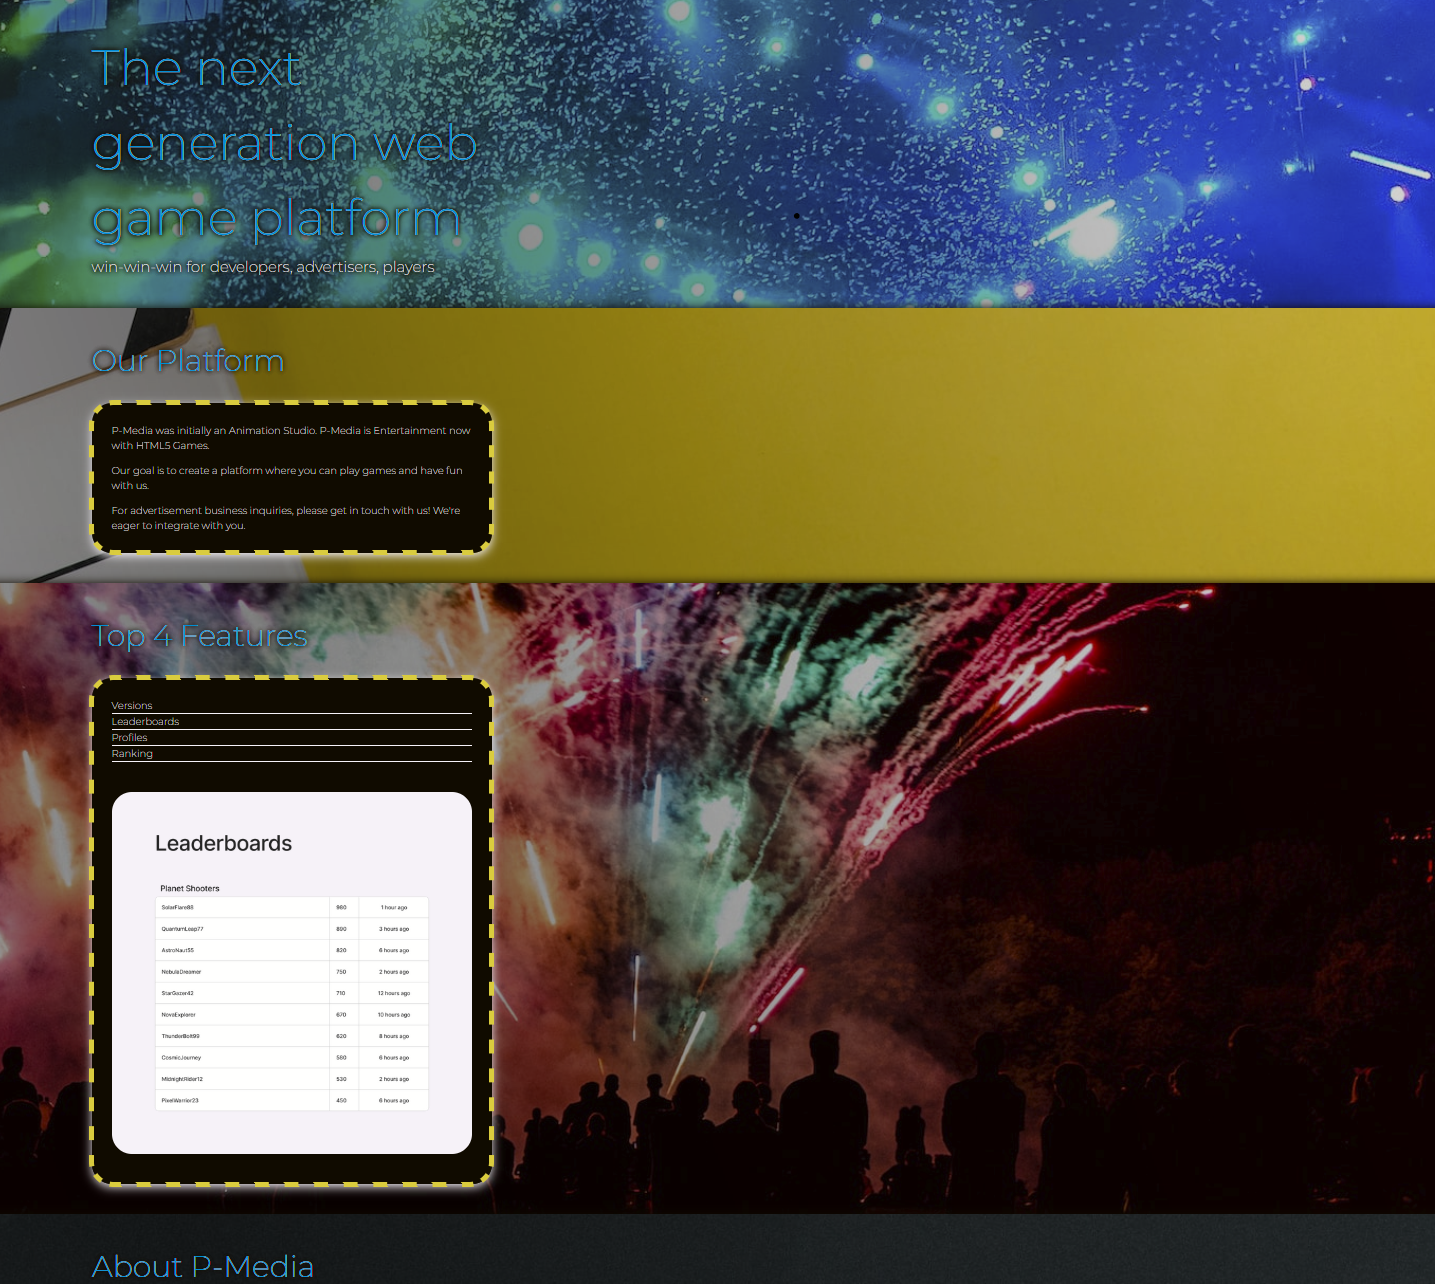 The next
generation web
game platform
win-win-win for developers, advertisers, players
Our Platform
P-Media was initially an Animation Studio. P-Media is Entertainment now
with HTML5 Games.
Our goal is to create a platform where you can play games and have fun
with us.
For advertisement business inquiries, please get in touch with us! We're
eager to integrate with you.
Top 4 Features
Versions
Leaderboards
Profiles
Ranking
Leaderboards
Planet Shooters
SolarFlare88 980 1 hour ago
QuantumLeap77 890 3 hours ago
AstroNaut55 820 6 hours ago
NebulaDreamer 750 2 hours ago
StarGazer42 710 12 hours ago
NovaExplorer 670 10 hours ago
ThunderBolt99 620 8 hours ago
CosmicJourney 580 6 hours ago
MidnightRider12 530 2 hours ago
PixelWarrior23 450 6 hours ago
About P-Media